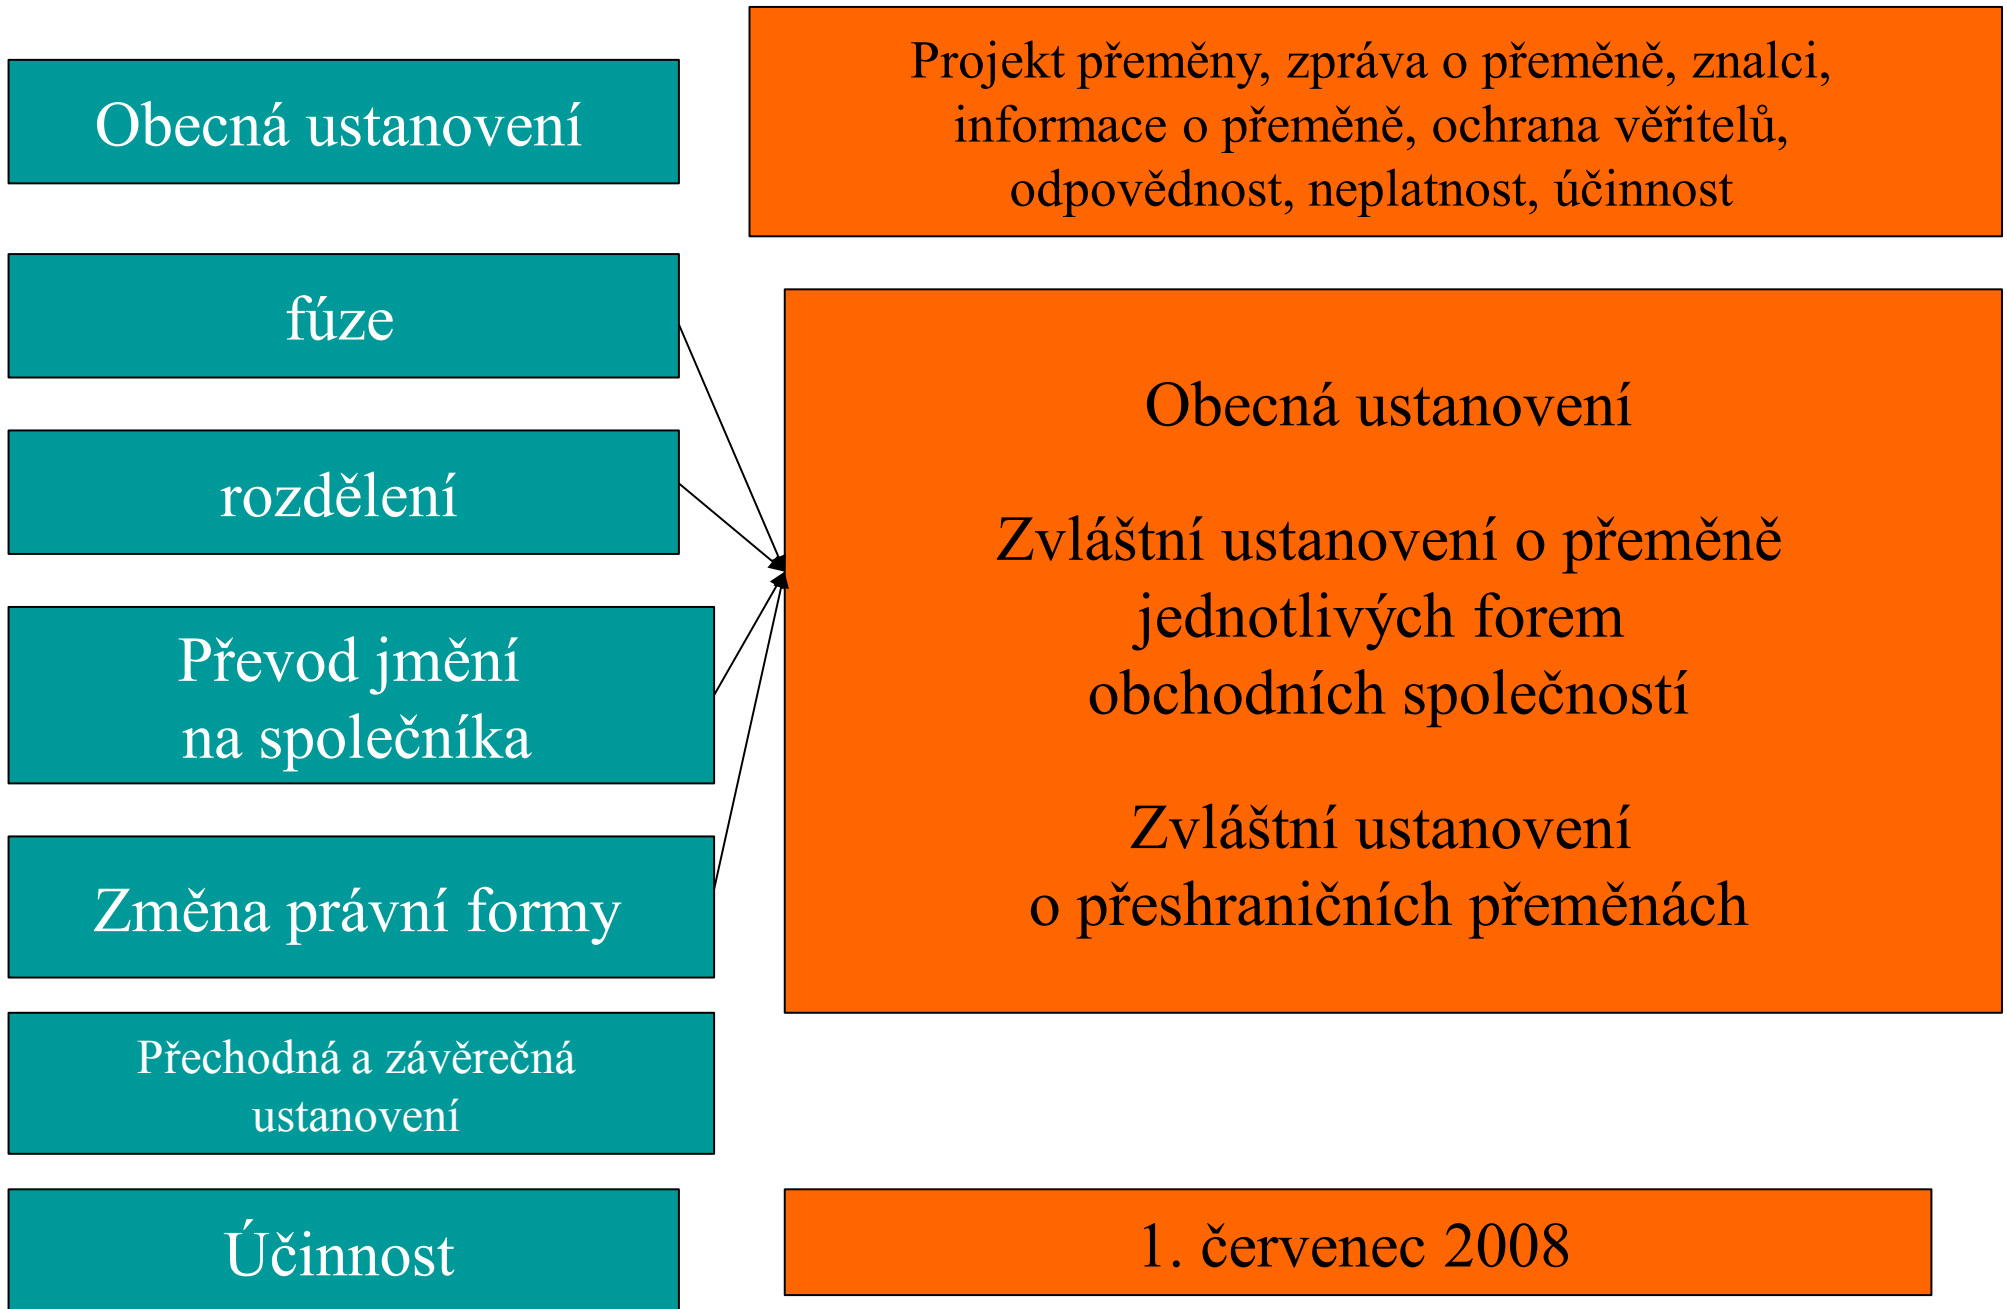 Obecná ustanovení
Projekt přeměny, zpráva o přeměně, znalci,
informace o přeměně, ochrana věřitelů,
odpovědnost, neplatnost, účinnost
fúze
rozdělení
Převod jmění
na společníka
Změna právní formy
Obecná ustanovení
Zvláštní ustanovení o přeměně
jednotlivých forem
obchodních společností
Zvláštní ustanovení
o přeshraničních přeměnách
Přechodná a závěrečná
ustanovení
Účinnost
1. červenec 2008